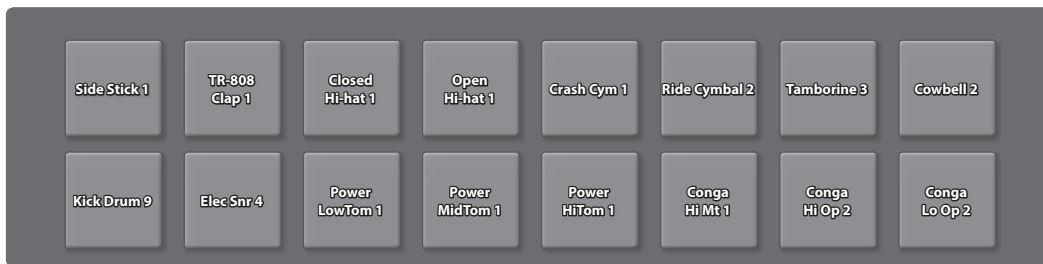 Side Stick 1
TR-808
Clap 1
Closed
Hi-hat 1
Open
Hi-hat 1
Crash Cym 1
Ride Cymbal 2
Tamborine 3
Cowbell 2
Kick Drum 9
Elec Snr 4
Power
LowTom 1
Power
MidTom 1
Power
HiTom 1
Conga
Hi Mt 1
Conga
Hi Op 2
Conga
Lo Op 2